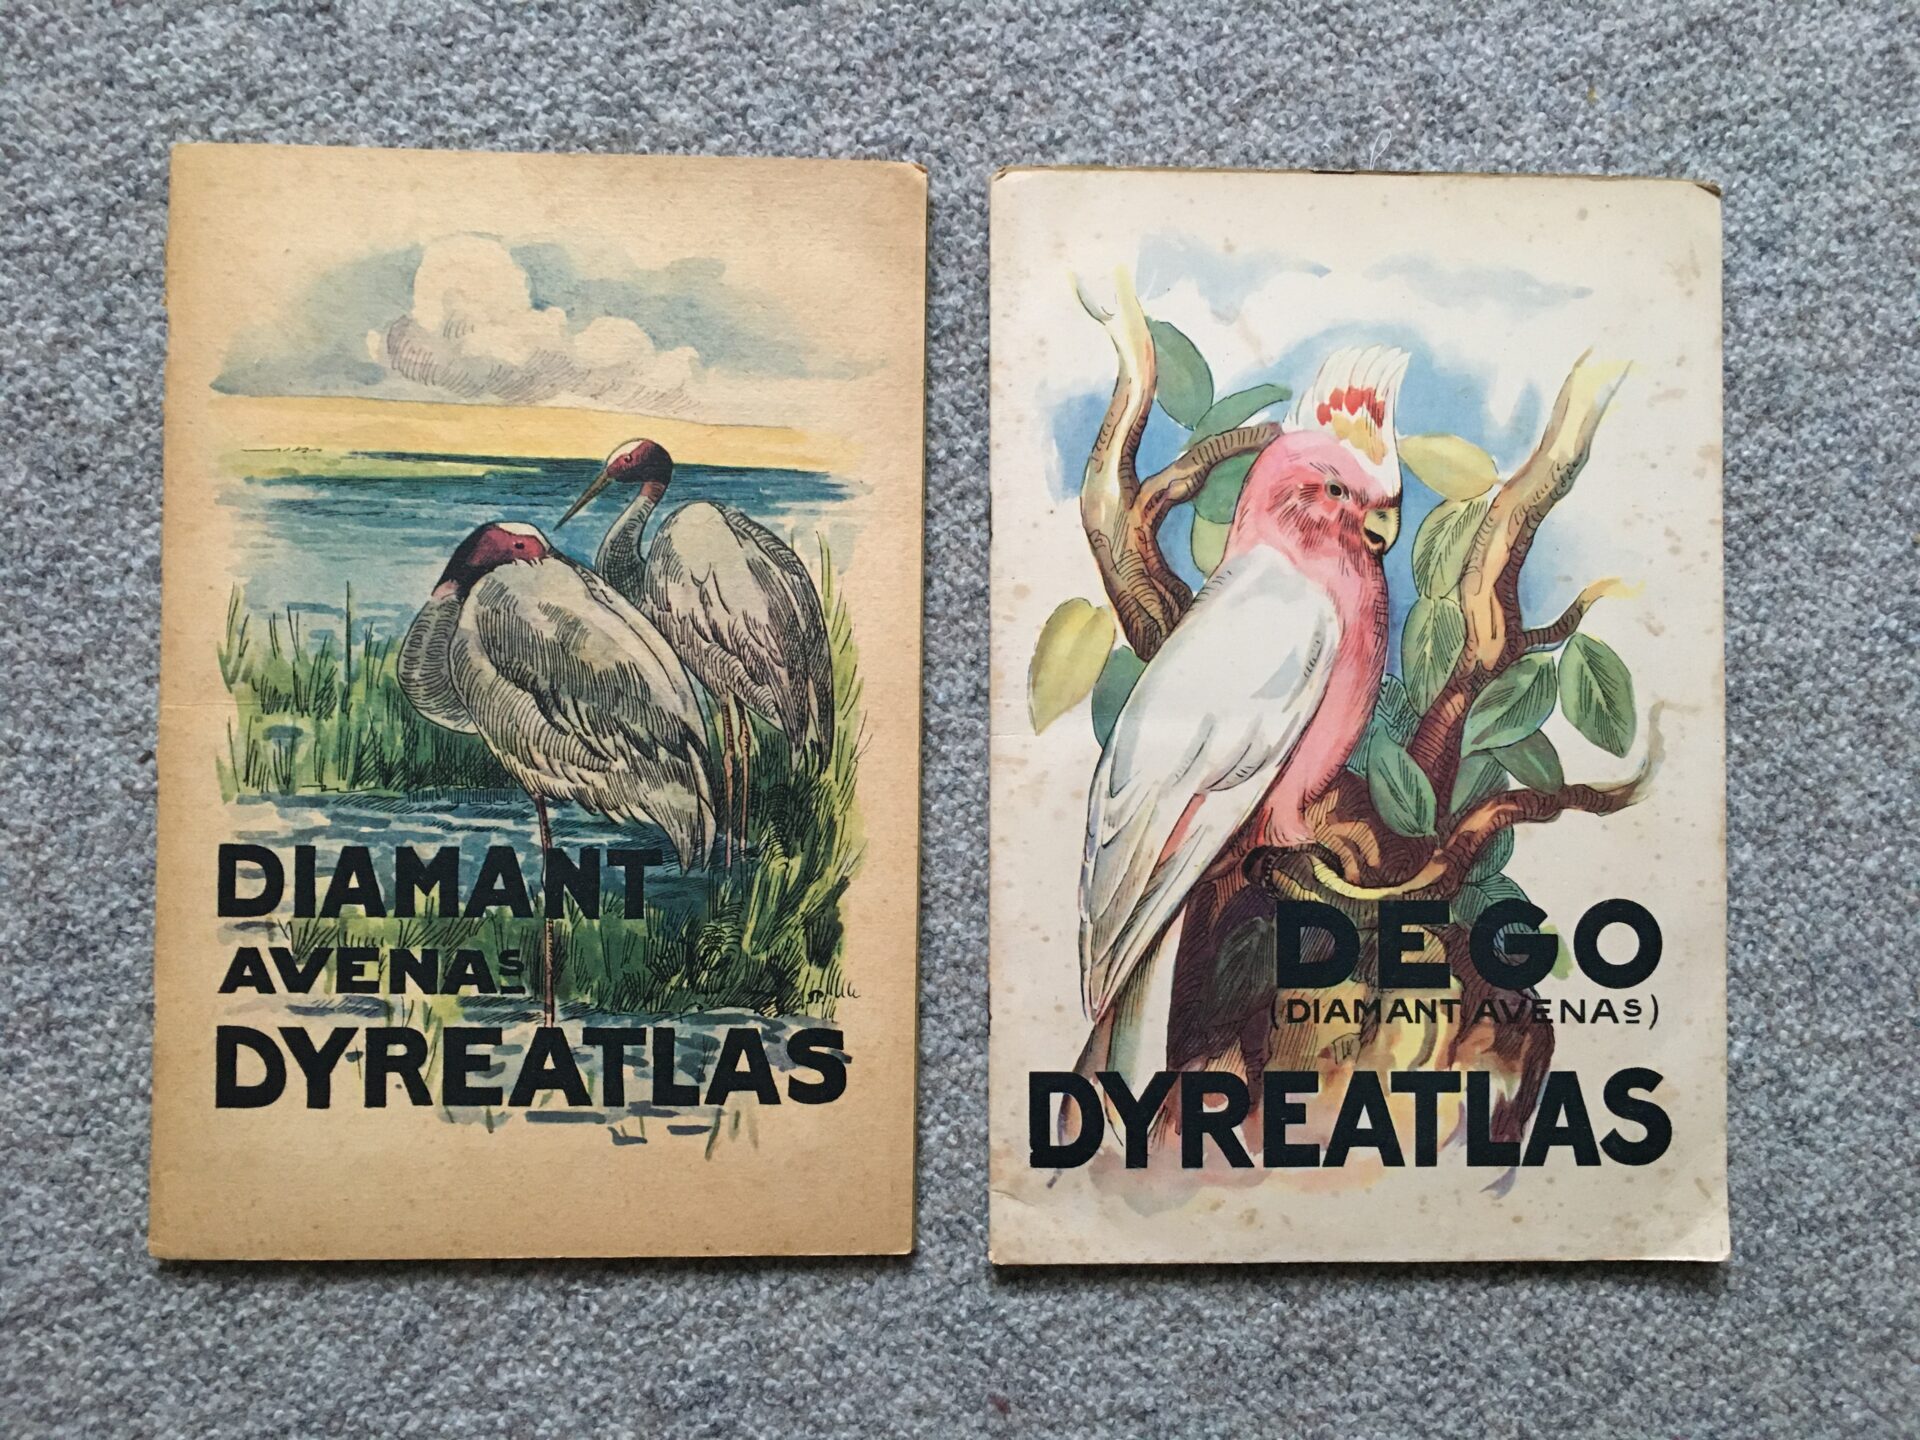 DIAMANT
AVENAS
DYREATLAS
DEGO
(DIAMANT AVENAS)
DYREATLAS